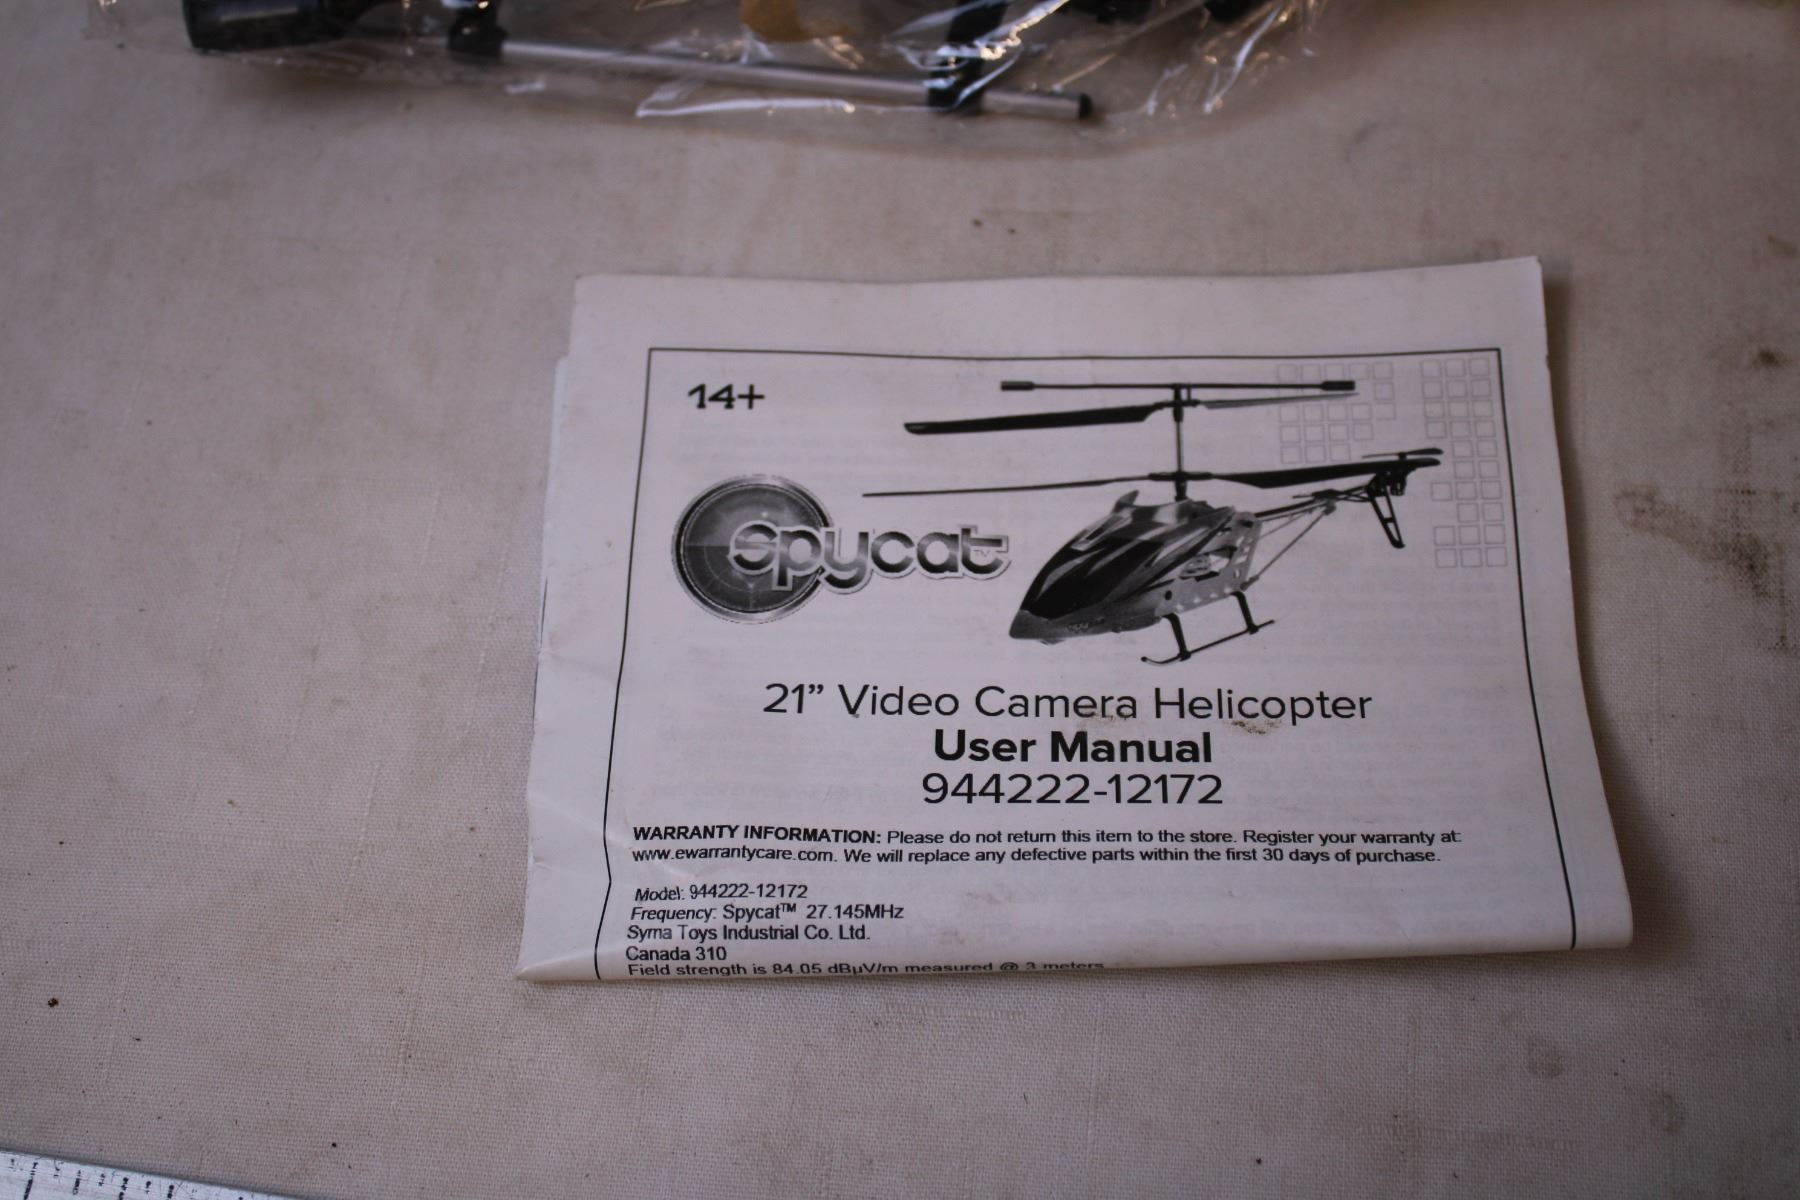 14+
spycat™
21” Video Camera Helicopter
User Manual
944222-12172
WARRANTY INFORMATION: Please do not return this item to the store. Register your warranty at:
www.ewarrantycare.com. We will replace any defective parts within the first 30 days of purchase.
Model: 944222-12172
Frequency: Spycat™ 27.145MHz
Syma Toys Industrial Co. Ltd.
Canada 310
Field strength is 84.05 dBµV/m measured @ 3 meters